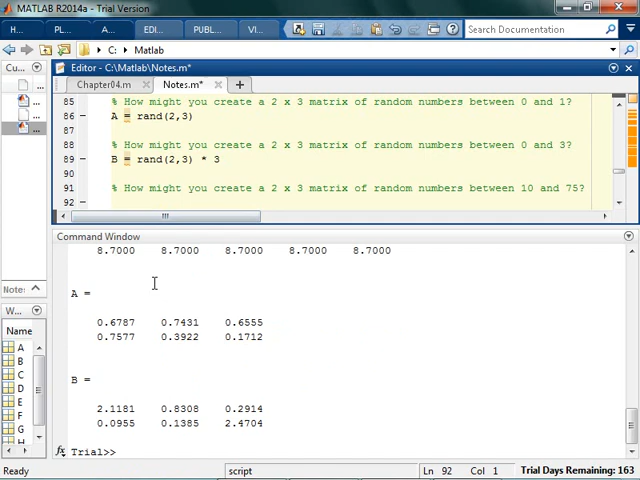 MATLAB R2014a - Trial Version
H... PL... A... EDI... PUBL... VI... Search Documentation
C: Matlab
Cu... Editor - C:\Matlab\Notes.m*
Chapter04.m Notes.m*
85 % How might you create a 2 x 3 matrix of random numbers between 0 and 1?
86 - A = rand(2,3)
87
88 % How might you create a 2 x 3 matrix of random numbers between 0 and 3?
89 - B = rand(2,3) * 3
90
91 % How might you create a 2 x 3 matrix of random numbers between 10 and 75?
92 -
Command Window
8.7000 8.7000 8.7000 8.7000 8.7000
Notes:
A =
W...
0.6787 0.7431 0.6555
Name
0.7577 0.3922 0.1712
A
B
C
B =
D
E
2.1181 0.8308 0.2914
F
0.0955 0.1385 2.4704
G
H
fx Trial>>
Ready script Ln 92 Col 1 Trial Days Remaining: 163